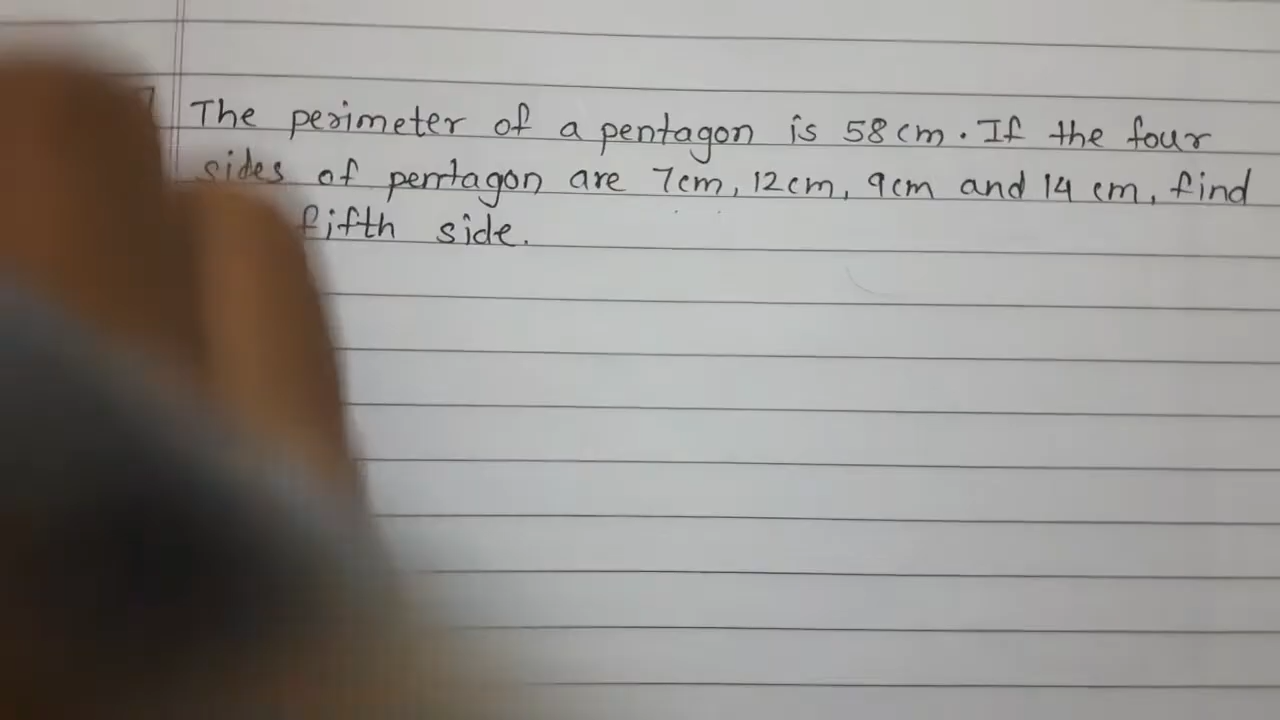 The perimeter of a pentagon is 58 cm. If the four
sides of pentagon are 7cm, 12cm, 9cm and 14 cm, find
fifth side.